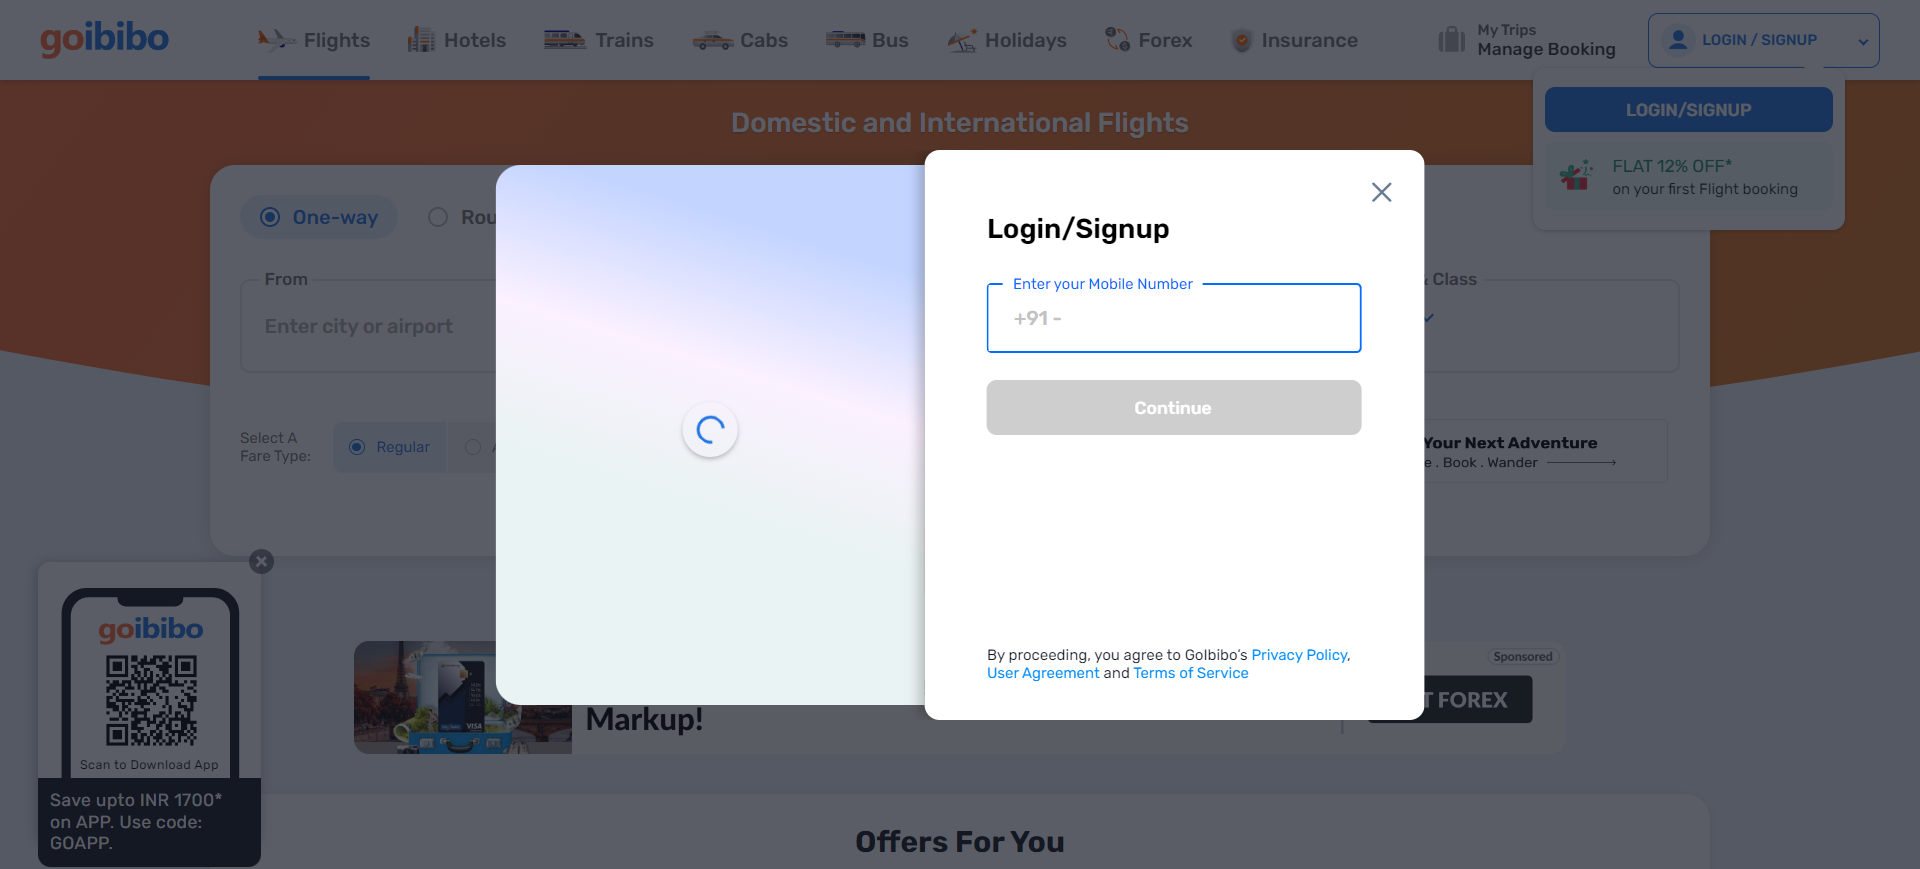 goibibo
Flights
Hotels
Trains
Cabs
Bus
Holidays
Forex
Insurance
My Trips
Manage Booking
LOGIN / SIGNUP
LOGIN/SIGNUP
FLAT 12% OFF*
on your first Flight booking
Domestic and International Flights
One-way
Rou
From
Enter city or airport
& Class
Select A
Fare Type:
Regular
Your Next Adventure
e . Book . Wander
Login/Signup
Enter your Mobile Number
+91 -
Continue
By proceeding, you agree to GoIbibo's Privacy Policy,
User Agreement and Terms of Service
goibibo
Scan to Download App
Save upto INR 1700*
on APP. Use code:
GOAPP.
VISA
Markup!
Sponsored
T FOREX
Offers For You